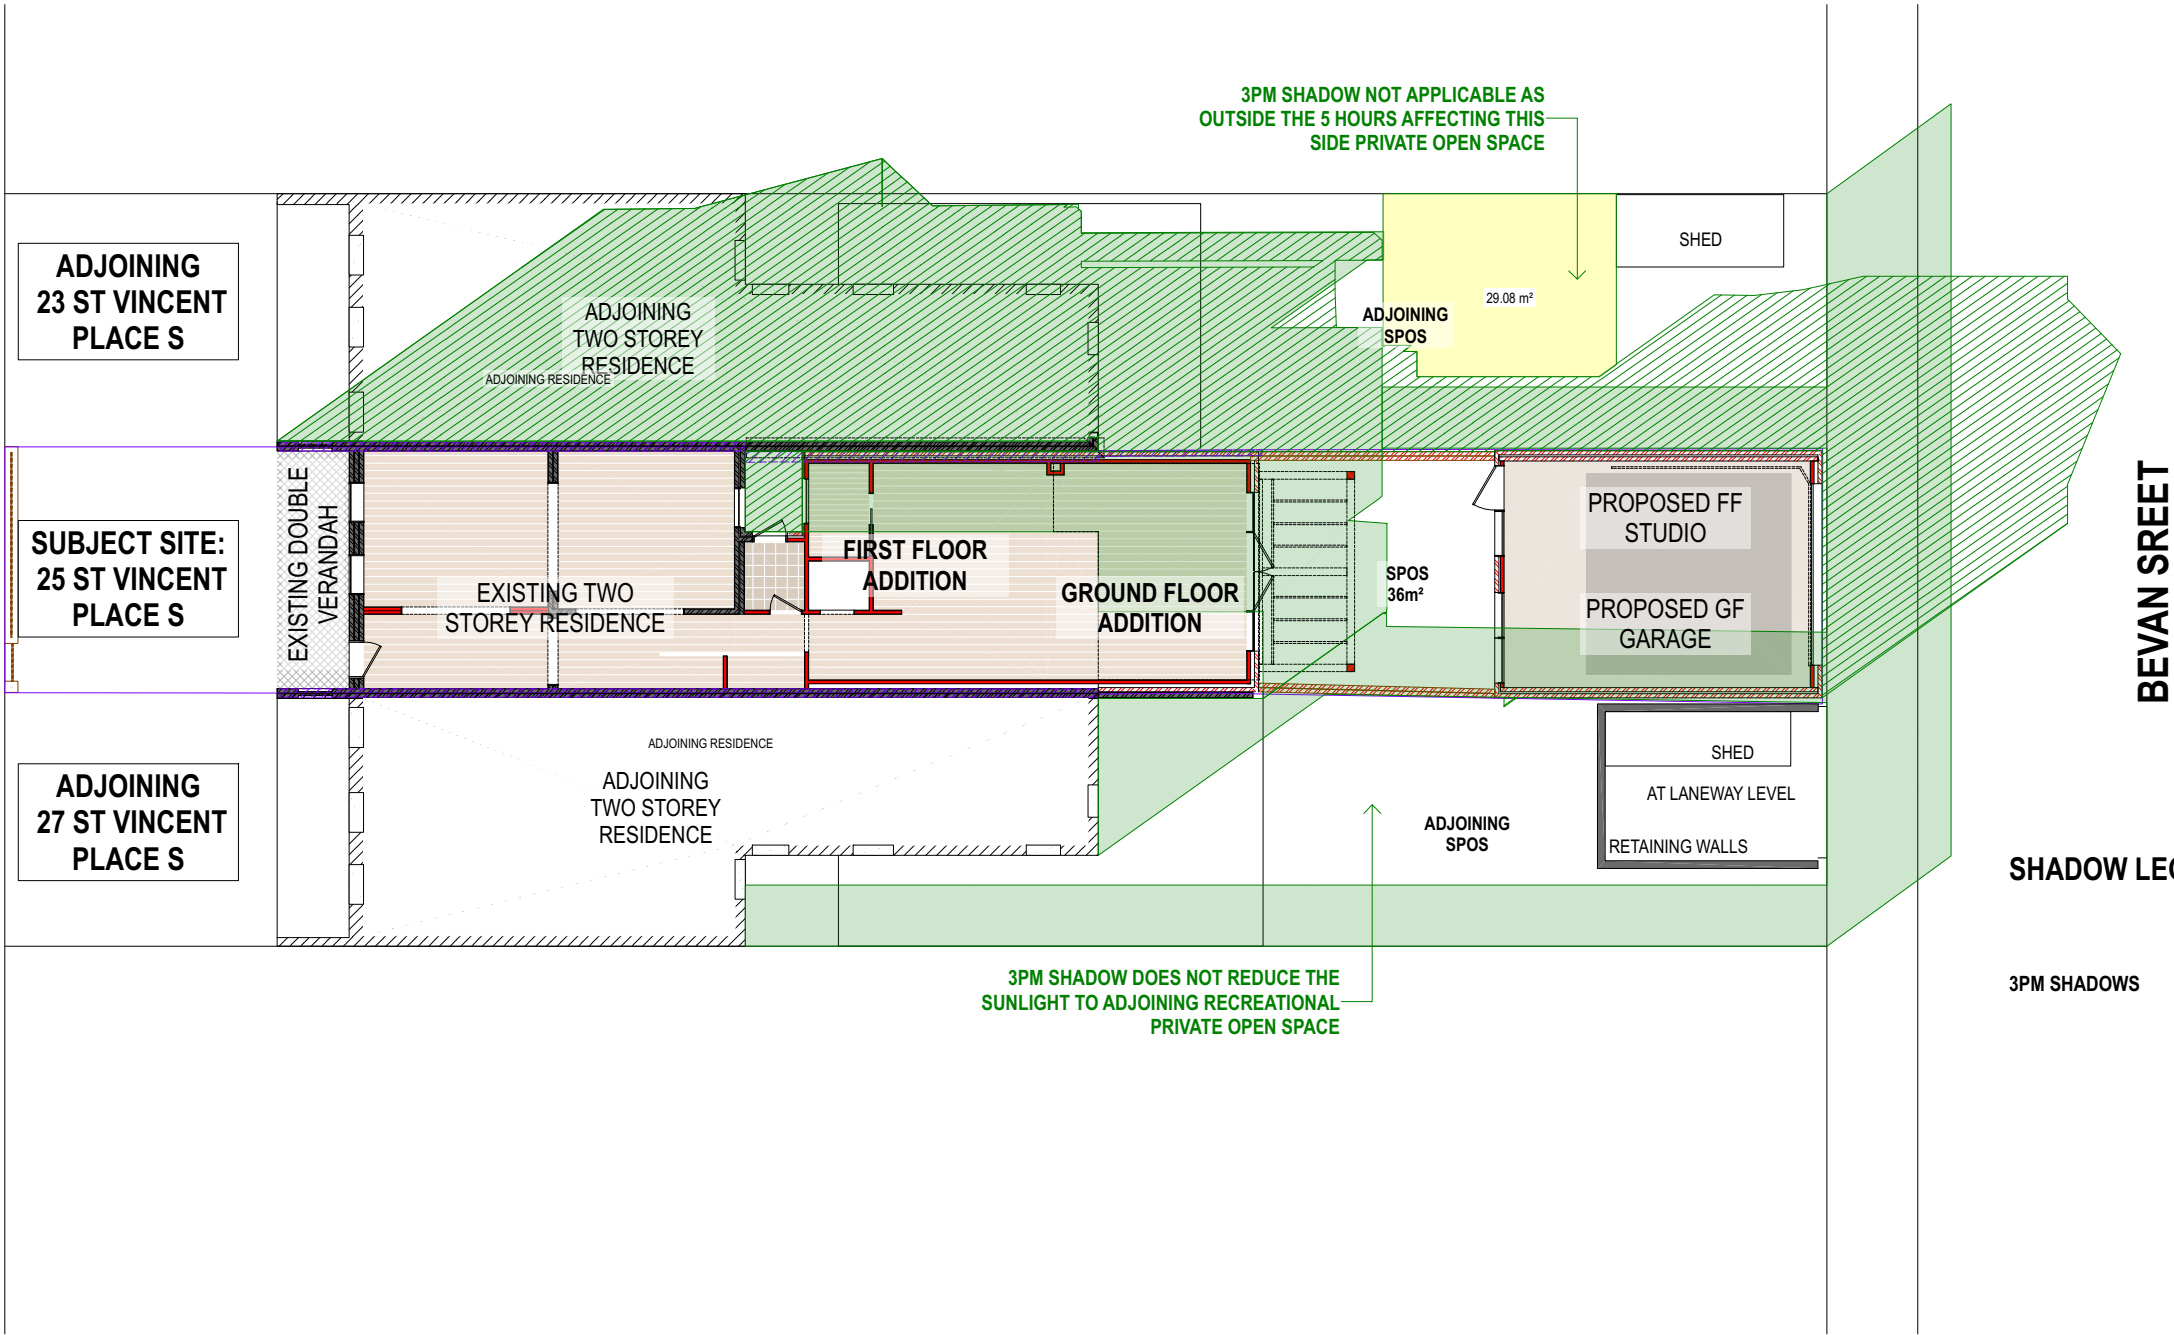 3PM SHADOW NOT APPLICABLE AS
OUTSIDE THE 5 HOURS AFFECTING THIS
SIDE PRIVATE OPEN SPACE
ADJOINING
23 ST VINCENT
PLACE S
ADJOINING
TWO STOREY
RESIDENCE
ADJOINING RESIDENCE
ADJOINING
SPOS
29.08 m²
SHED
SUBJECT SITE:
25 ST VINCENT
PLACE S
EXISTING DOUBLE
VERANDAH
EXISTING TWO
STOREY RESIDENCE
FIRST FLOOR
ADDITION
GROUND FLOOR
ADDITION
SPOS
36m²
PROPOSED FF
STUDIO
PROPOSED GF
GARAGE
BEVAN SREET
ADJOINING
27 ST VINCENT
PLACE S
ADJOINING RESIDENCE
ADJOINING
TWO STOREY
RESIDENCE
ADJOINING
SPOS
SHED
AT LANEWAY LEVEL
RETAINING WALLS
SHADOW LEG
3PM SHADOW DOES NOT REDUCE THE
SUNLIGHT TO ADJOINING RECREATIONAL
PRIVATE OPEN SPACE
3PM SHADOWS